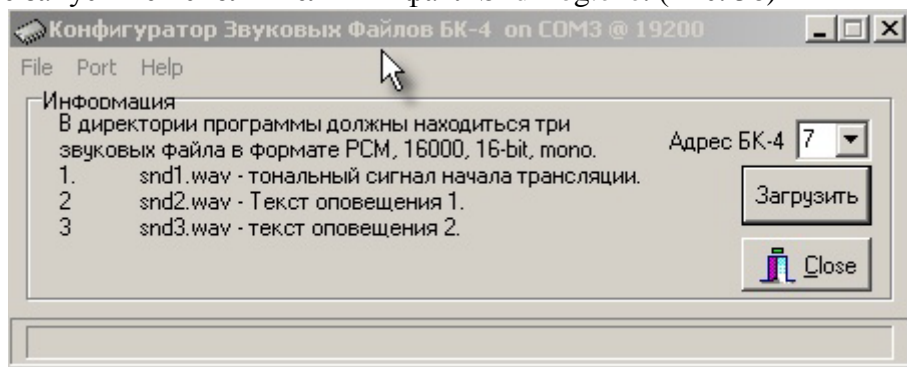 Конфигуратор Звуковых Файлов БК-4 on COM3 @ 19200
File Port Help
Информация
В директории программы должны находиться три
звуковых файла в формате PCM, 16000, 16-bit, mono.
1. snd1.wav - тональный сигнал начала трансляции.
2 snd2.wav - Текст оповещения 1.
3 snd3.wav - текст оповещения 2.
Адрес БК-4 7
Загрузить
Close